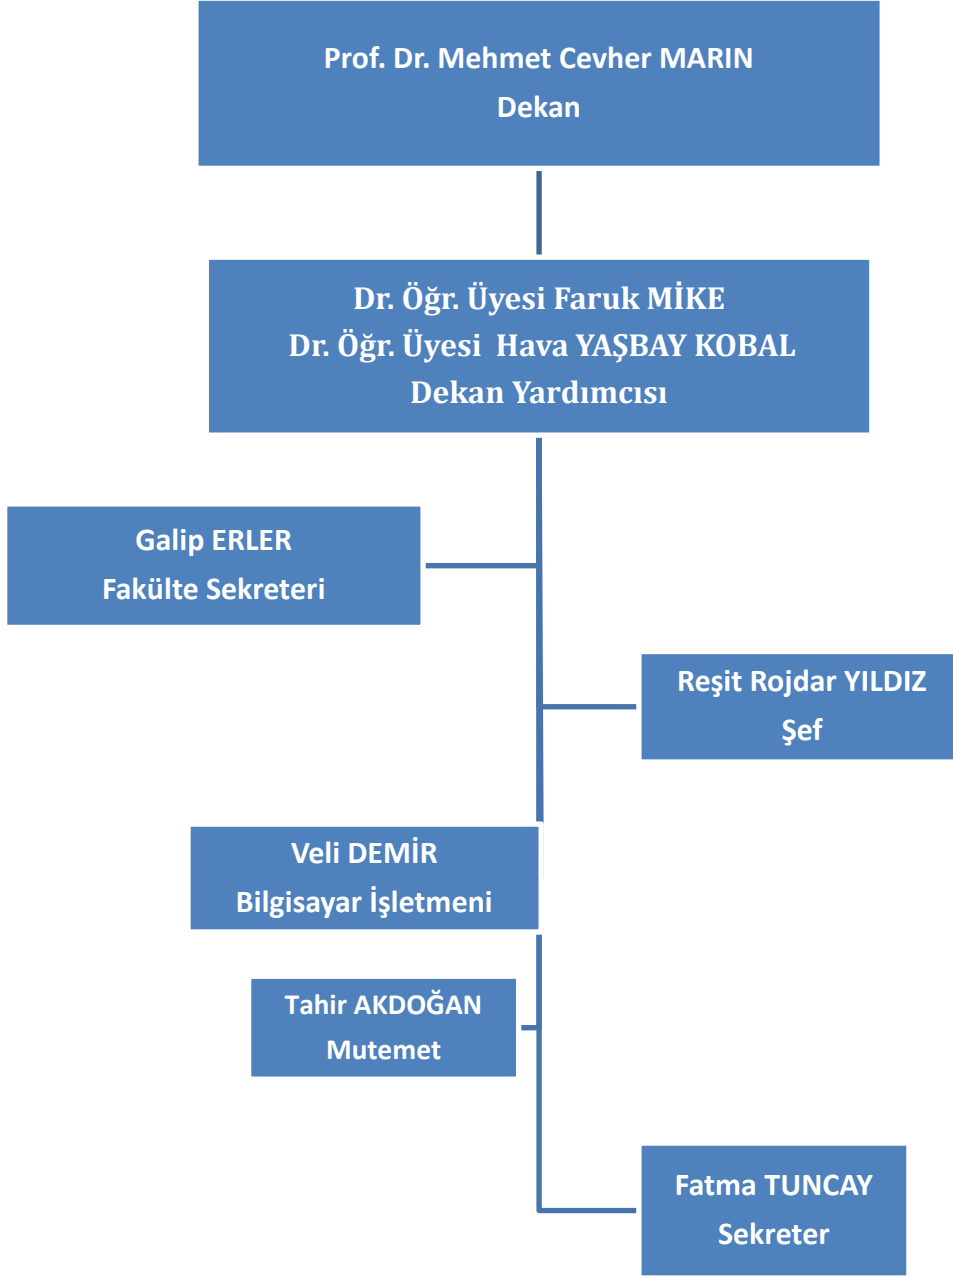 Prof. Dr. Mehmet Cevher MARIN
Dekan
Dr. Öğr. Üyesi Faruk MİKE
Dr. Öğr. Üyesi Hava YAŞBAY KOBAL
Dekan Yardımcısı
Galip ERLER
Fakülte Sekreteri
Reşit Rojdar YILDIZ
Şef
Veli DEMİR
Bilgisayar İşletmeni
Tahir AKDOĞAN
Mutemet
Fatma TUNCAY
Sekreter